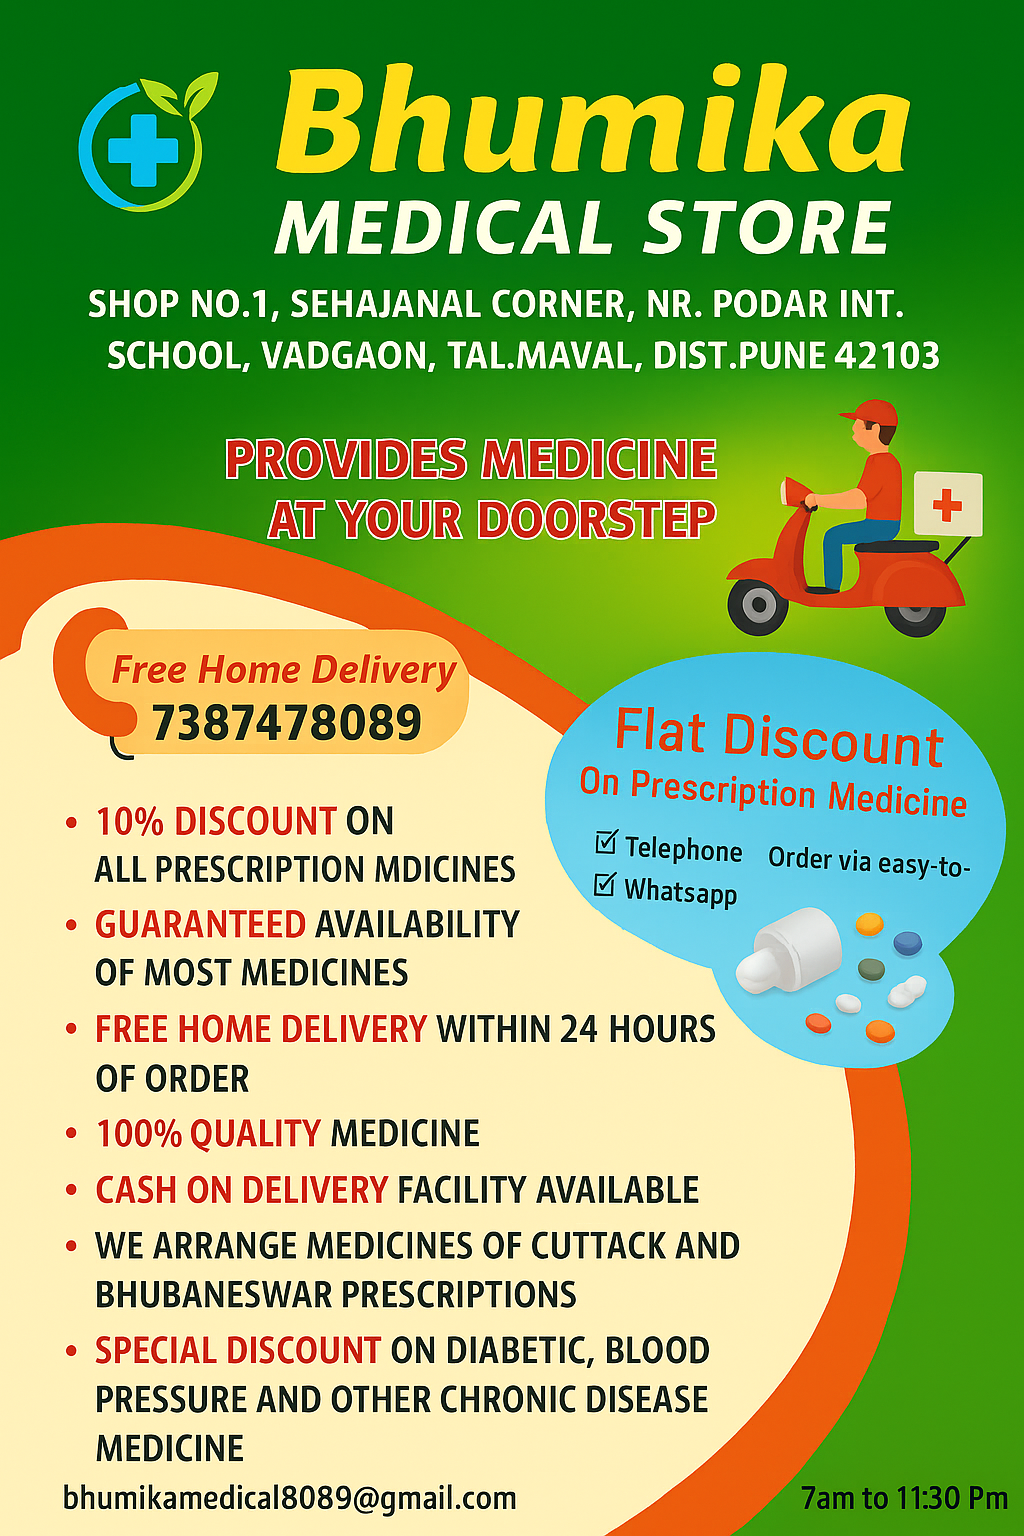 Bhumika
MEDICAL STORE
SHOP NO.1, SEHAJANAL CORNER, NR. PODAR INT.
SCHOOL, VADGAON, TAL.MAVAL, DIST.PUNE 42103
PROVIDES MEDICINE
AT YOUR DOORSTEP
Free Home Delivery
7387478089
Flat Discount
On Prescription Medicine
☑ Telephone Order via easy-to-
☑ Whatsapp
• 10% DISCOUNT ON
ALL PRESCRIPTION MDICINES
• GUARANTEED AVAILABILITY
OF MOST MEDICINES
• FREE HOME DELIVERY WITHIN 24 HOURS
OF ORDER
• 100% QUALITY MEDICINE
• CASH ON DELIVERY FACILITY AVAILABLE
• WE ARRANGE MEDICINES OF CUTTACK AND
BHUBANESWAR PRESCRIPTIONS
• SPECIAL DISCOUNT ON DIABETIC, BLOOD
PRESSURE AND OTHER CHRONIC DISEASE
MEDICINE
bhumikamedical8089@gmail.com
7am to 11:30 Pm